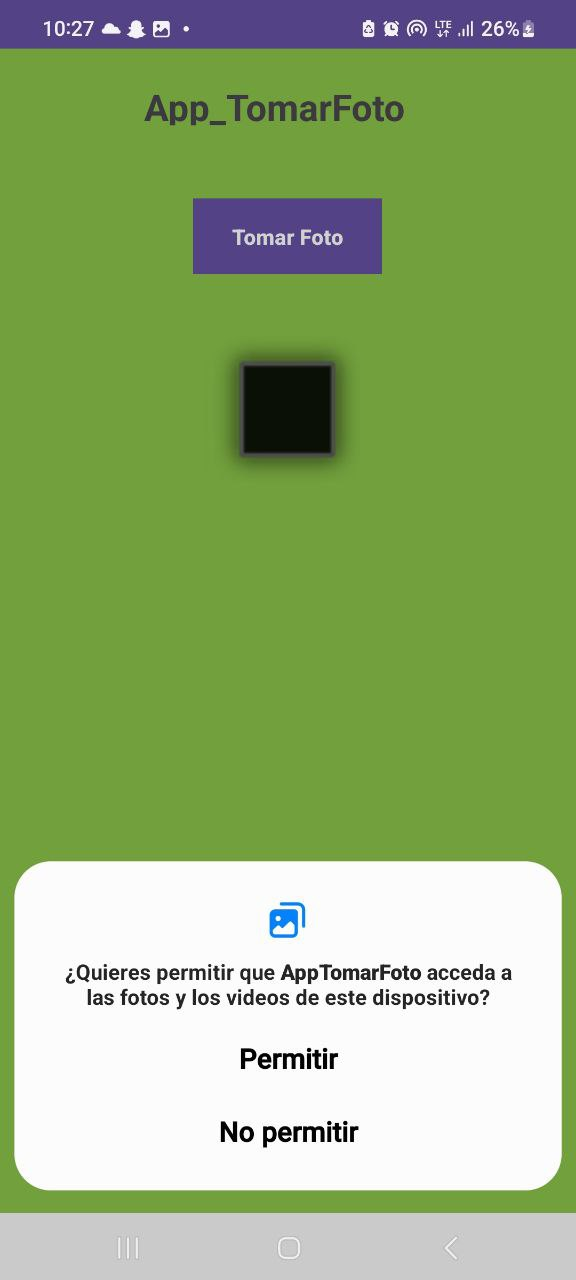 10:27
LTE
26%
App_TomarFoto
Tomar Foto
¿Quieres permitir que AppTomarFoto acceda a
las fotos y los videos de este dispositivo?
Permitir
No permitir